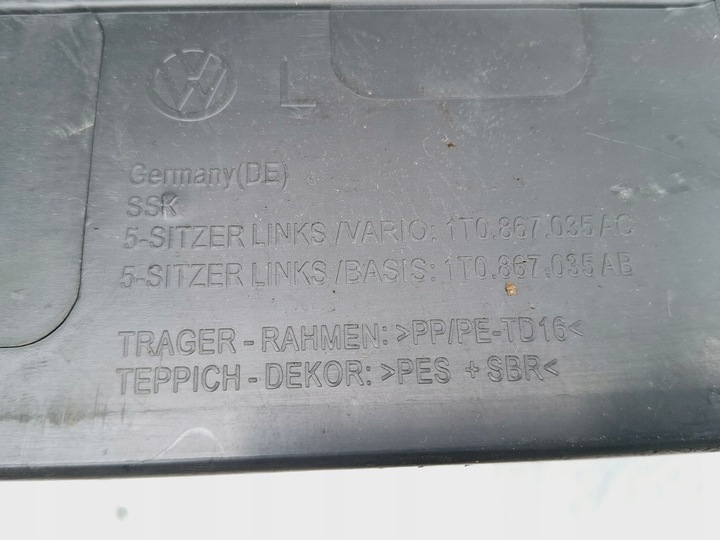 VW L
Germany(DE)
SSK
5-SITZER LINKS /VARIO: 1T0.867.035 AC
5-SITZER LINKS /BASIS: 1T0.867.035 AB
TRAGER - RAHMEN: >PP/PE-TD16<
TEPPICH - DEKOR: >PES + SBR<